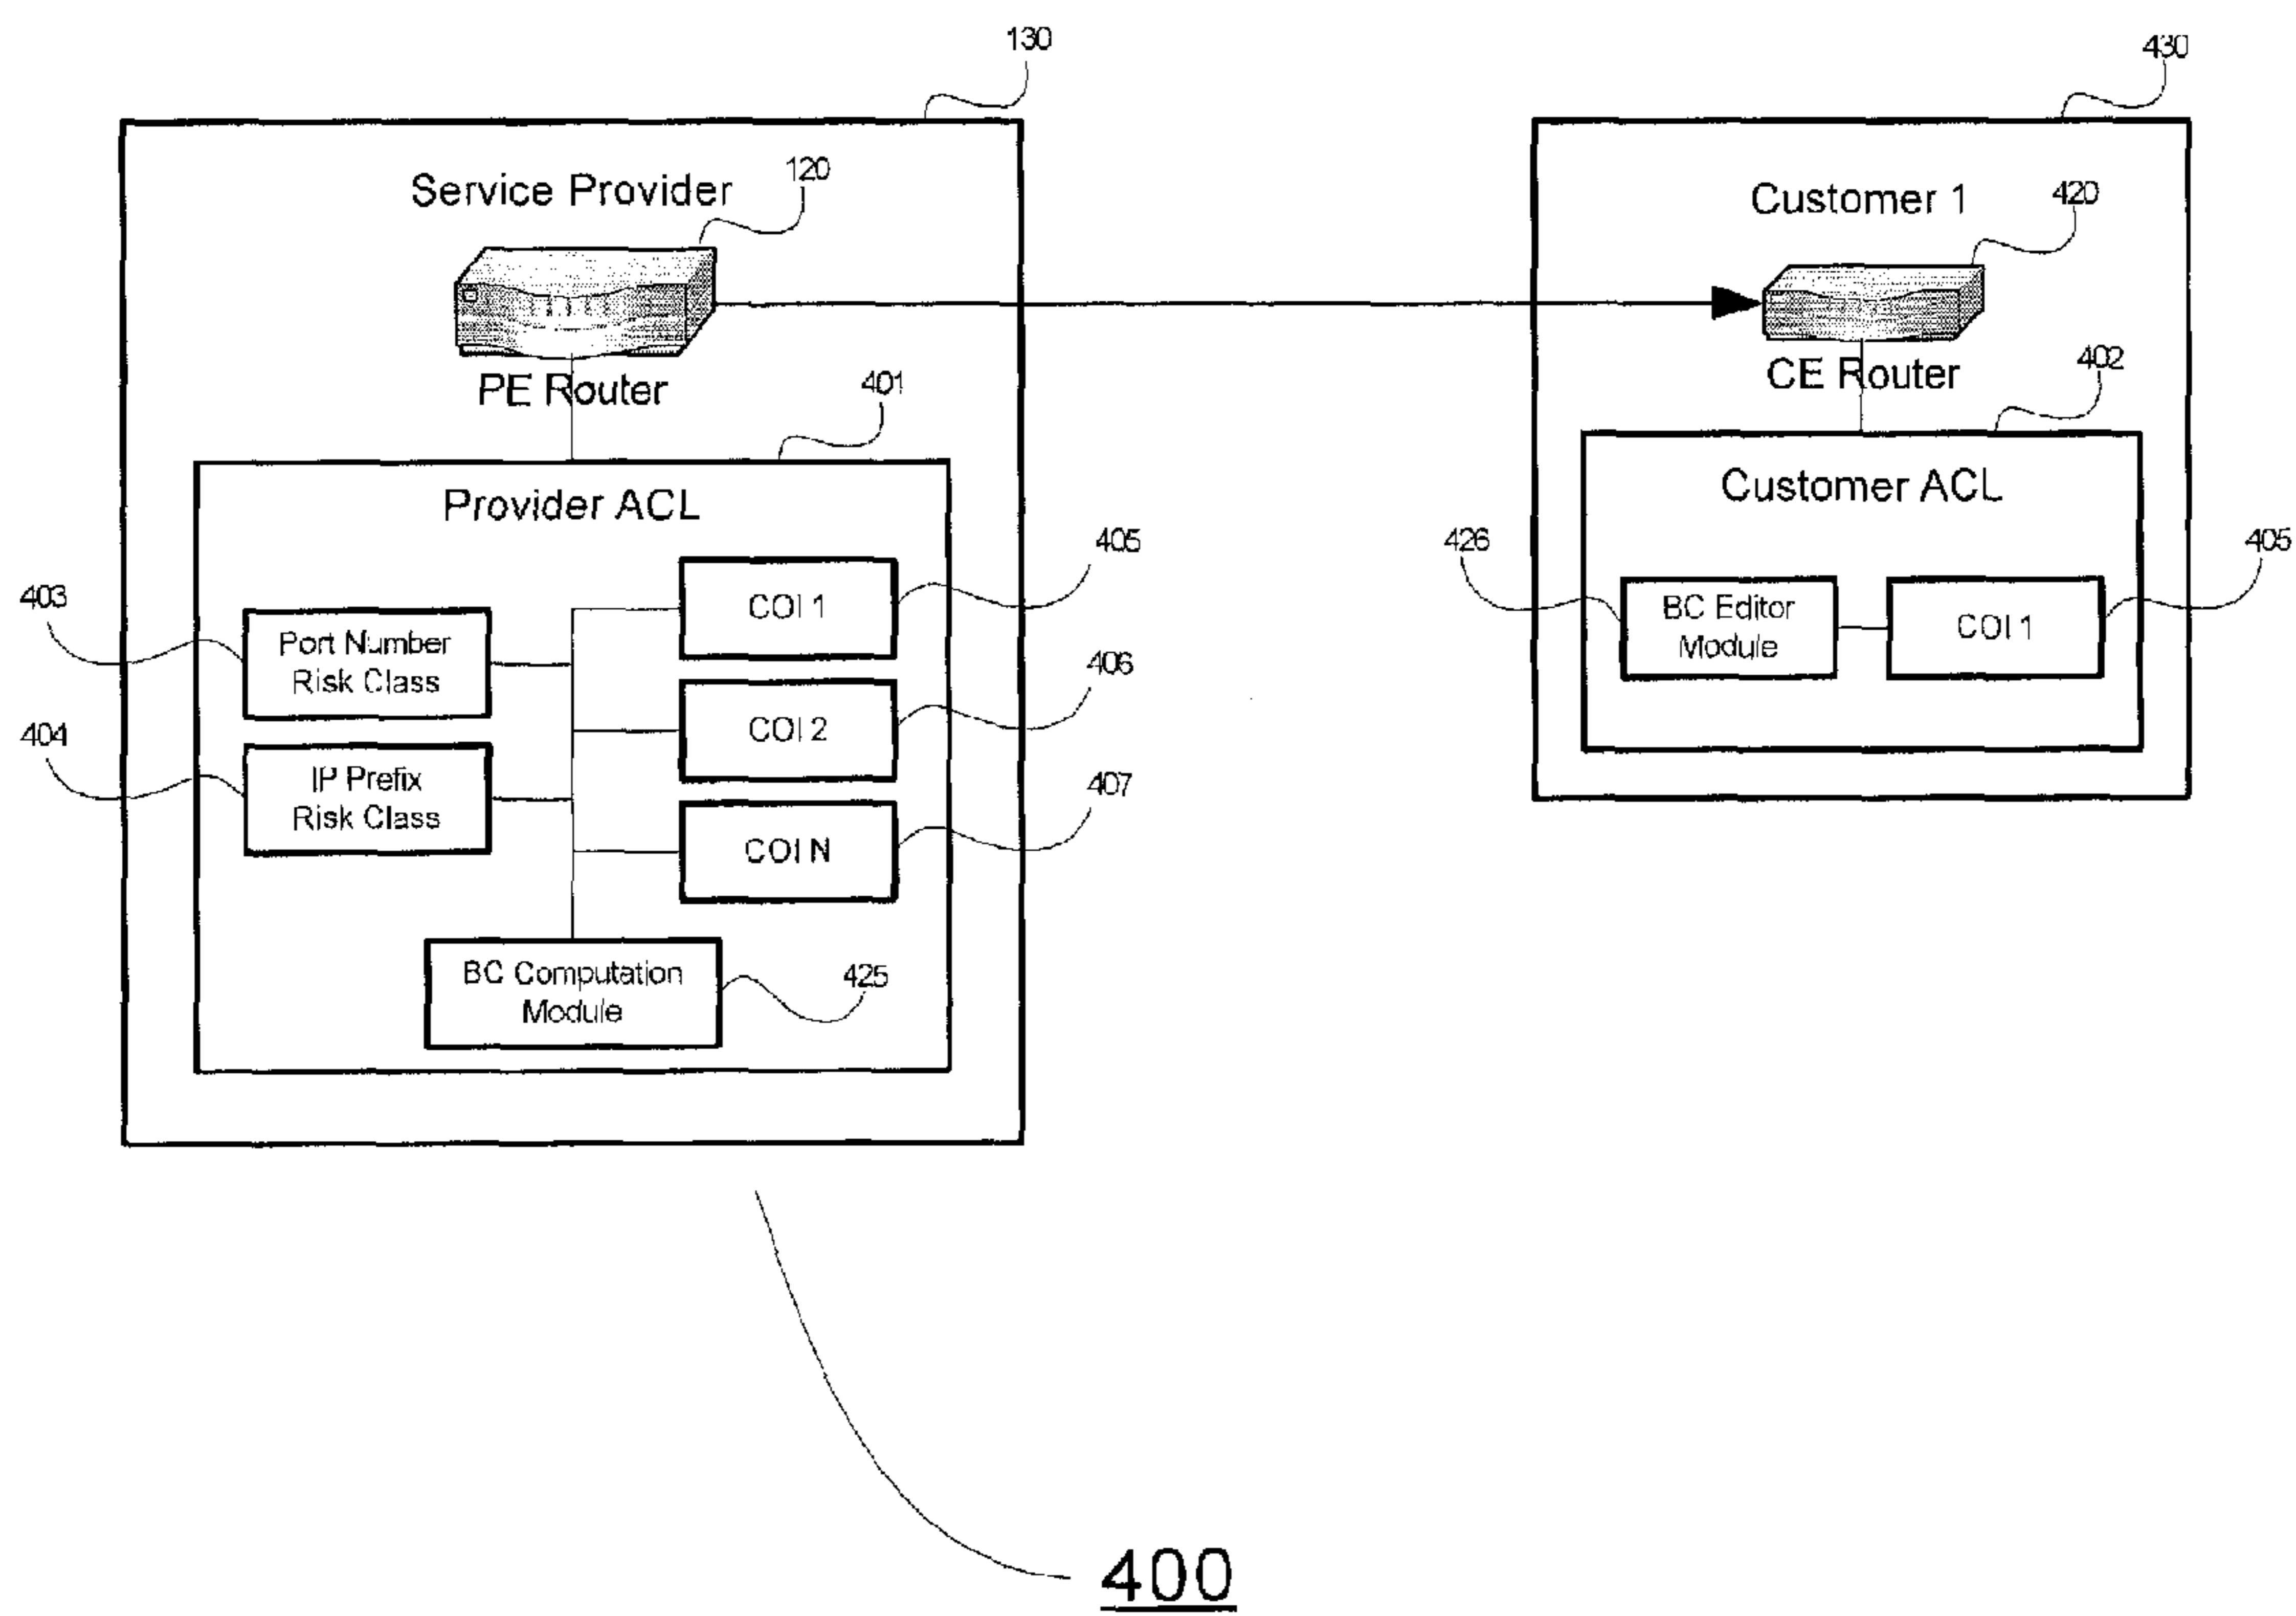 130
430
Service Provider
120
Customer 1
420
PE Router
CE Router
401
402
Provider ACL
Customer ACL
405
426
405
403
Port Number
Risk Class
COI 1
BC Editor
Module
COI 1
406
404
IP Prefix
Risk Class
COI 2
407
COI N
BC Computation
Module
425
400